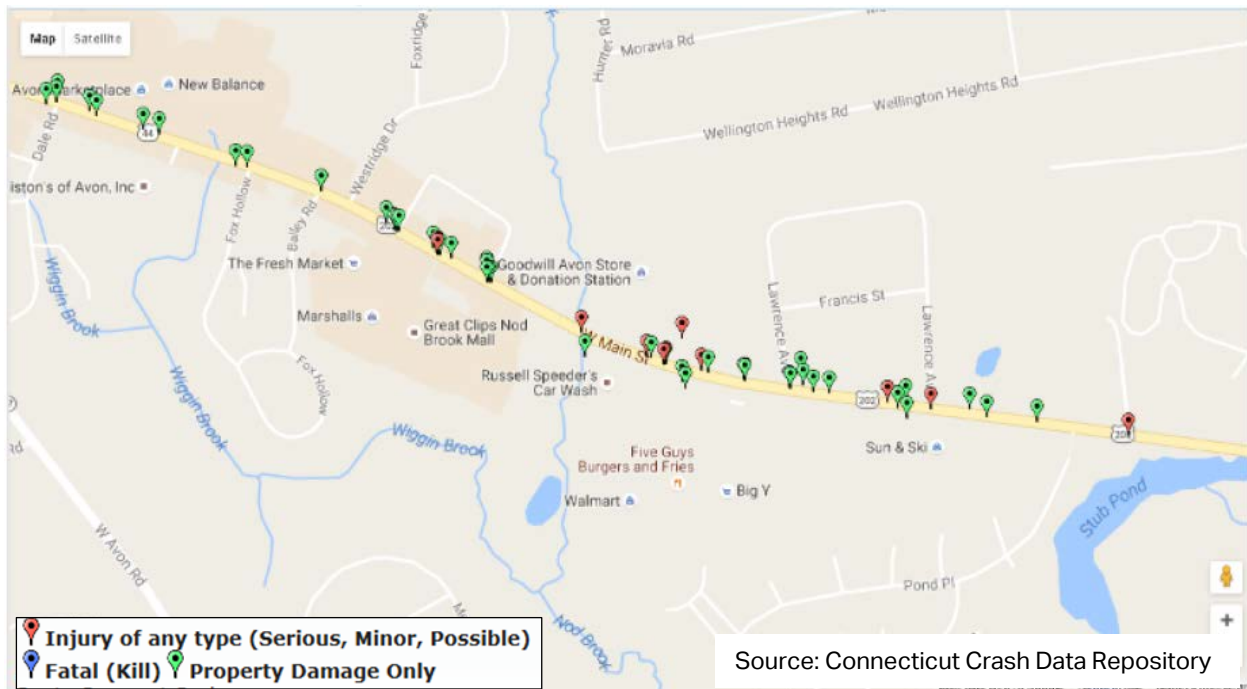 Map Satellite
New Balance
44
Dale Rd
Foxridge
Westridge Dr
Hunter Rd
Moravia Rd
Wellington Heights Rd
Wellington Heights Rd
iston's of Avon, Inc
Fox Hollow
Bailey Rd
The Fresh Market
Goodwill Avon Store
& Donation Station
Wiggin Brook
Marshalls
Great Clips Nod
Brook Mall
W Main St
Lawrence Av
Francis St
Lawrence Av
Fox Hollow
Wiggin Brook
Russell Speeder's
Car Wash
202
Wiggin Brook
Sun & Ski
Five Guys
Burgers and Fries
Walmart
Big Y
Stub Pond
W Avon Rd
Pond Pl
Nod Brook
+
Injury of any type (Serious, Minor, Possible)
Fatal (Kill) Property Damage Only
Source: Connecticut Crash Data Repository